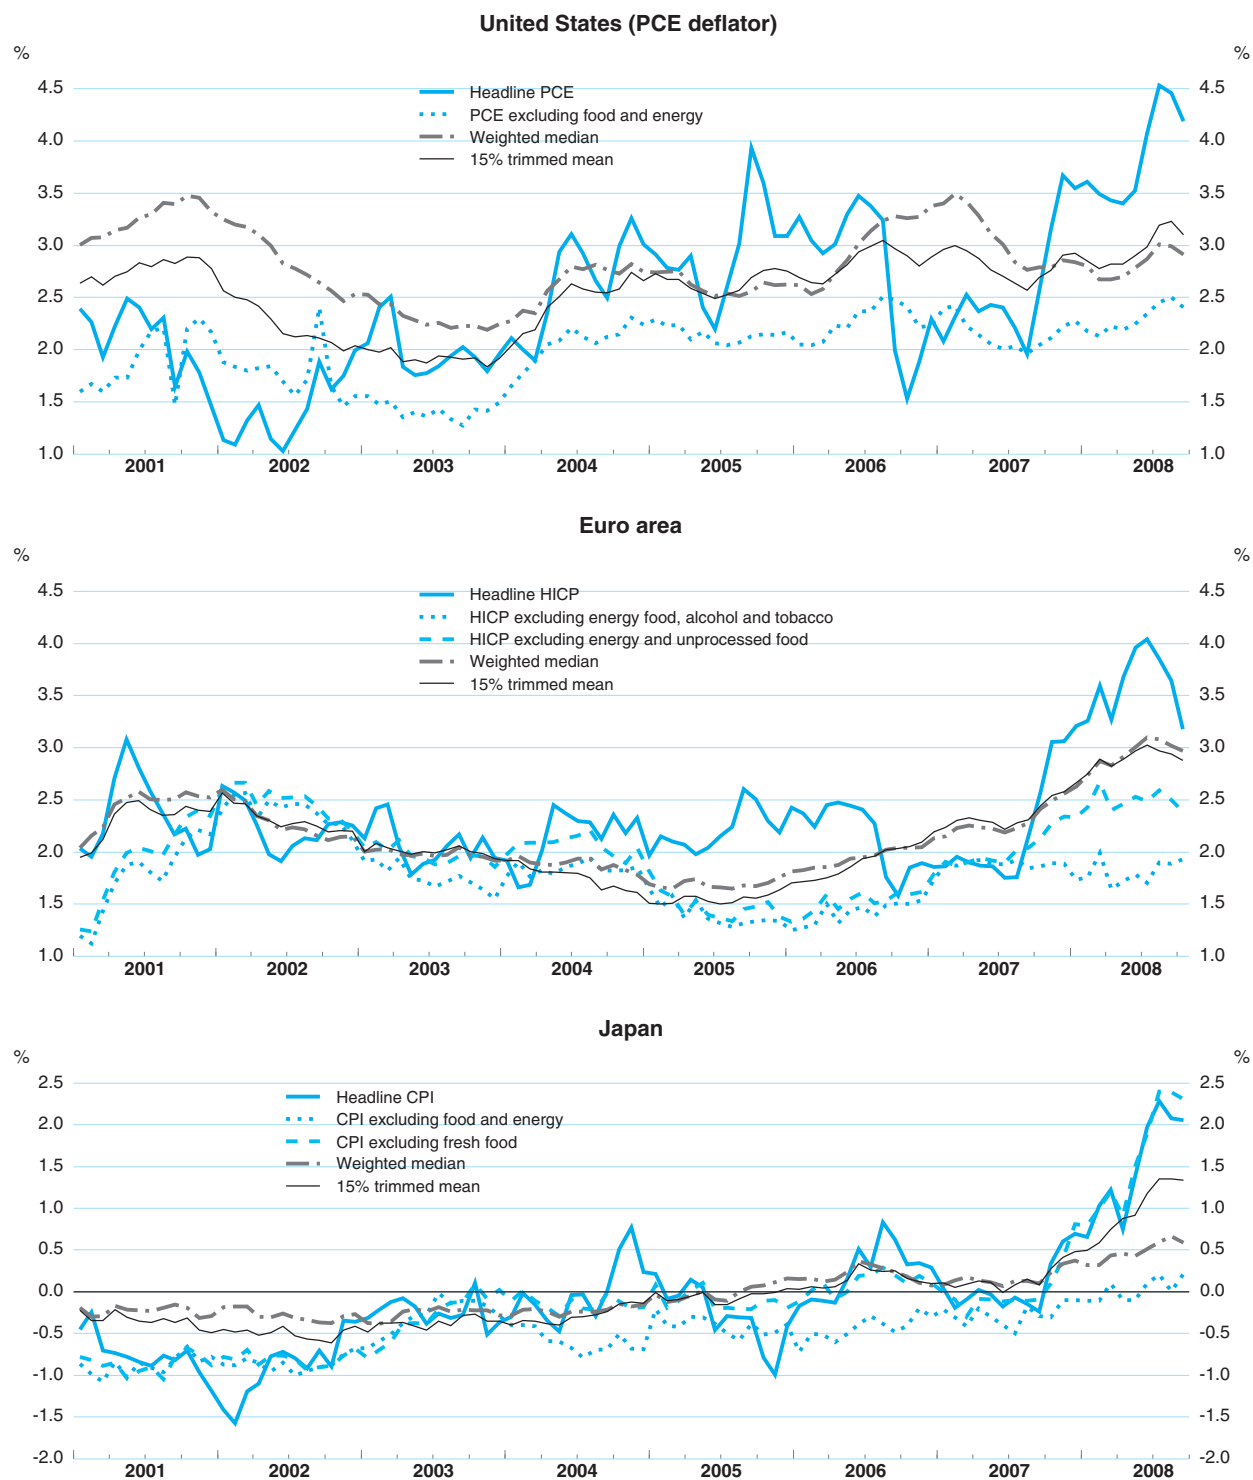 United States (PCE deflator)
% %
Headline PCE
PCE excluding food and energy
Weighted median
15% trimmed mean
4.5 4.5
4.0 4.0
3.5 3.5
3.0 3.0
2.5 2.5
2.0 2.0
1.5 1.5
1.0 1.0
2001 2002 2003 2004 2005 2006 2007 2008
Euro area
% %
Headline HICP
HICP excluding energy food, alcohol and tobacco
HICP excluding energy and unprocessed food
Weighted median
15% trimmed mean
4.5 4.5
4.0 4.0
3.5 3.5
3.0 3.0
2.5 2.5
2.0 2.0
1.5 1.5
1.0 1.0
2001 2002 2003 2004 2005 2006 2007 2008
Japan
% %
Headline CPI
CPI excluding food and energy
CPI excluding fresh food
Weighted median
15% trimmed mean
2.5 2.5
2.0 2.0
1.5 1.5
1.0 1.0
0.5 0.5
0.0 0.0
-0.5 -0.5
-1.0 -1.0
-1.5 -1.5
-2.0 -2.0
2001 2002 2003 2004 2005 2006 2007 2008